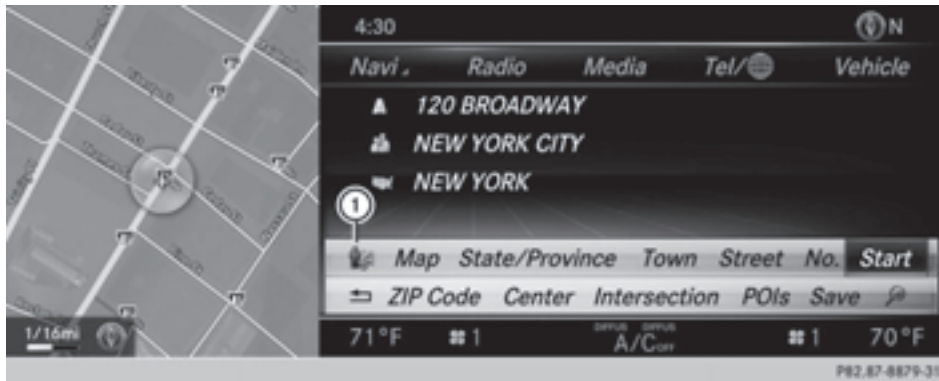 4:30
N
Navi Radio Media Tel/ Vehicle
120 BROADWAY
NEW YORK CITY
NEW YORK
1
Map State/Province Town Street No. Start
ZIP Code Center Intersection POIs Save
1/16mi
71°F 1 DIFFUS DIFFUS 1 70°F
A/C OFF
P82.87-8879-31